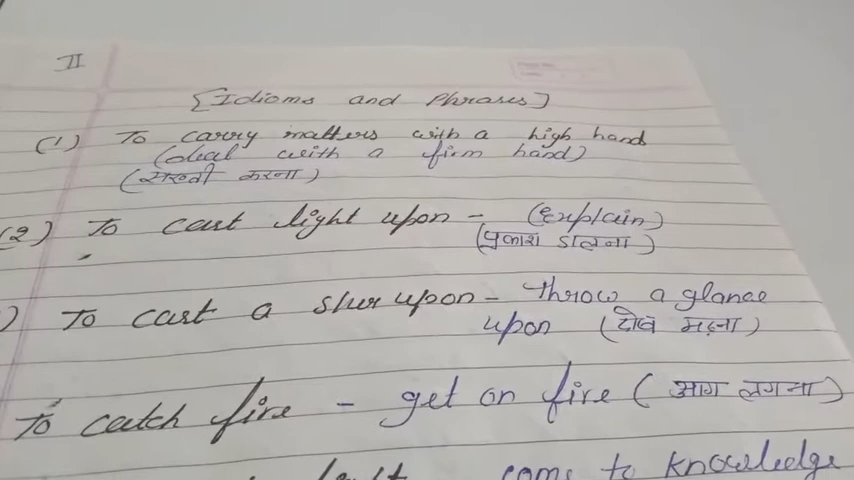 II
{Idioms and Phrases}
(1) To carry matters with a high hand
(deal with a firm hand)
(सख्ती करना)
(2) To cast light upon - (Explain)
(प्रकाश डालना)
) To cast a slur upon - Throw a glance
upon (दोष मढ़ना)
To catch fire - get on fire (आग लगना)
come to knowledge